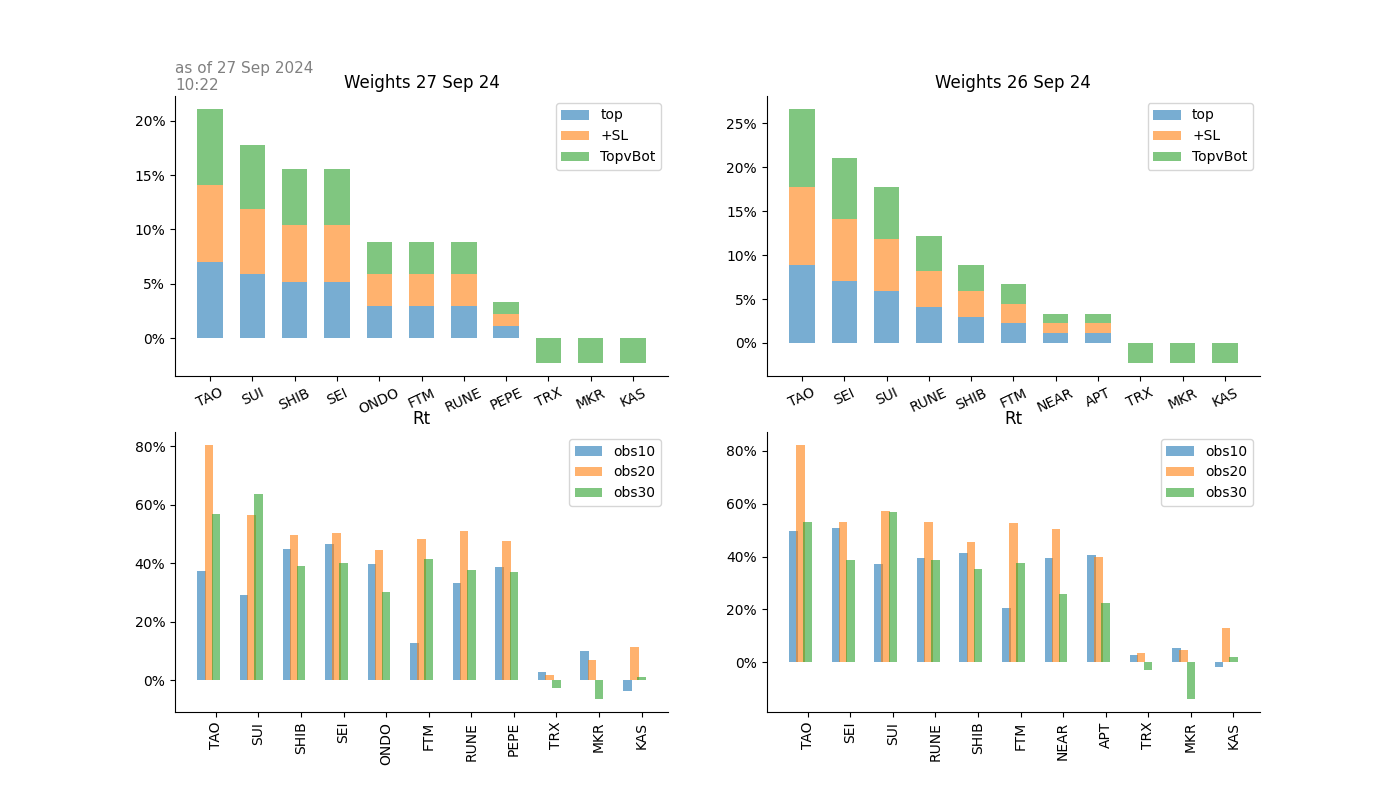 as of 27 Sep 2024
10:22
Weights 27 Sep 24
20%
15%
10%
5%
0%
top
+SL
TopvBot
TAO SUI SHIB SEI ONDO FTM RUNE PEPE TRX MKR KAS
Weights 26 Sep 24
25%
20%
15%
10%
5%
0%
top
+SL
TopvBot
TAO SEI SUI RUNE SHIB FTM NEAR APT TRX MKR KAS
Rt
80%
60%
40%
20%
0%
obs10
obs20
obs30
TAO SUI SHIB SEI ONDO FTM RUNE PEPE TRX MKR KAS
Rt
80%
60%
40%
20%
0%
obs10
obs20
obs30
TAO SEI SUI RUNE SHIB FTM NEAR APT TRX MKR KAS